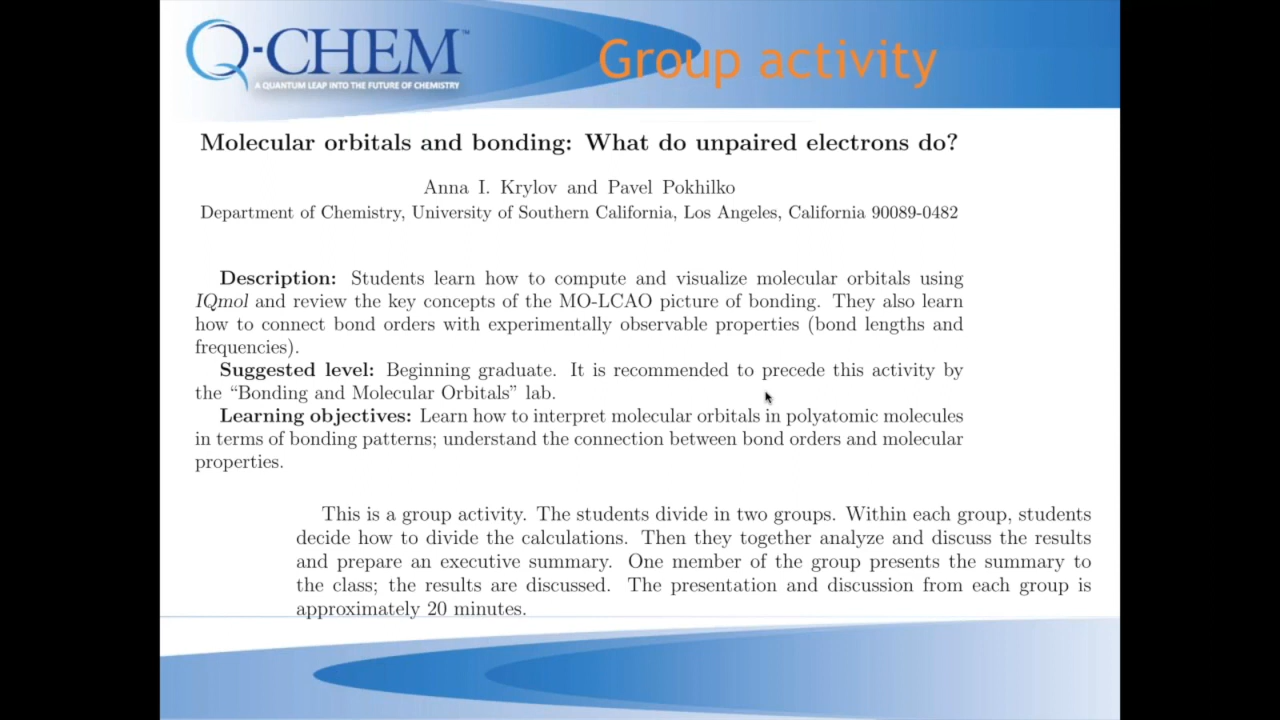 Q-CHEM™
A QUANTUM LEAP INTO THE FUTURE OF CHEMISTRY
Group activity
Molecular orbitals and bonding: What do unpaired electrons do?
Anna I. Krylov and Pavel Pokhilko
Department of Chemistry, University of Southern California, Los Angeles, California 90089-0482
Description: Students learn how to compute and visualize molecular orbitals using
IQmol and review the key concepts of the MO-LCAO picture of bonding. They also learn
how to connect bond orders with experimentally observable properties (bond lengths and
frequencies).
Suggested level: Beginning graduate. It is recommended to precede this activity by
the “Bonding and Molecular Orbitals” lab.
Learning objectives: Learn how to interpret molecular orbitals in polyatomic molecules
in terms of bonding patterns; understand the connection between bond orders and molecular
properties.
This is a group activity. The students divide in two groups. Within each group, students
decide how to divide the calculations. Then they together analyze and discuss the results
and prepare an executive summary. One member of the group presents the summary to
the class; the results are discussed. The presentation and discussion from each group is
approximately 20 minutes.